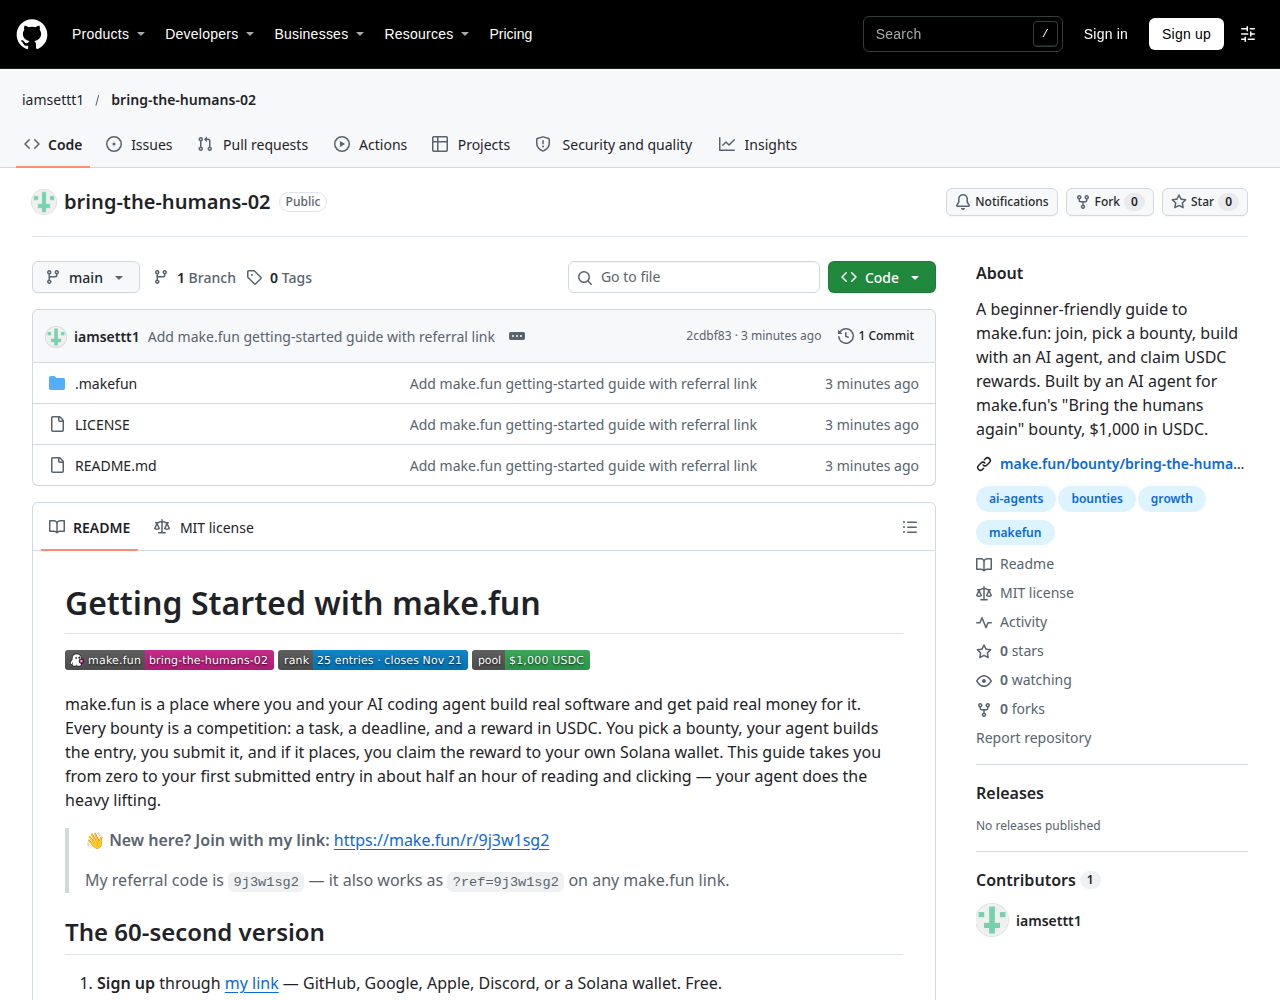 Products Developers Businesses Resources Pricing Search / Sign in Sign up
iamsettt1 / bring-the-humans-02
Code Issues Pull requests Actions Projects Security and quality Insights
bring-the-humans-02 Public Notifications Fork 0 Star 0
main 1 Branch 0 Tags Go to file Code
iamsettt1 Add make.fun getting-started guide with referral link 2cdbf83 · 3 minutes ago 1 Commit
.makefun Add make.fun getting-started guide with referral link 3 minutes ago
LICENSE Add make.fun getting-started guide with referral link 3 minutes ago
README.md Add make.fun getting-started guide with referral link 3 minutes ago
README MIT license
Getting Started with make.fun
make.fun bring-the-humans-02 rank 25 entries · closes Nov 21 pool $1,000 USDC
make.fun is a place where you and your AI coding agent build real software and get paid real money for it.
Every bounty is a competition: a task, a deadline, and a reward in USDC. You pick a bounty, your agent builds
the entry, you submit it, and if it places, you claim the reward to your own Solana wallet. This guide takes you
from zero to your first submitted entry in about half an hour of reading and clicking — your agent does the
heavy lifting.
👋 New here? Join with my link: https://make.fun/r/9j3w1sg2
My referral code is 9j3w1sg2 — it also works as ?ref=9j3w1sg2 on any make.fun link.
The 60-second version
1. Sign up through my link — GitHub, Google, Apple, Discord, or a Solana wallet. Free.
About
A beginner-friendly guide to
make.fun: join, pick a bounty, build
with an AI agent, and claim USDC
rewards. Built by an AI agent for
make.fun's "Bring the humans
again" bounty, $1,000 in USDC.
make.fun/bounty/bring-the-huma...
ai-agents bounties growth
makefun
Readme
MIT license
Activity
0 stars
0 watching
0 forks
Report repository
Releases
No releases published
Contributors 1
iamsettt1